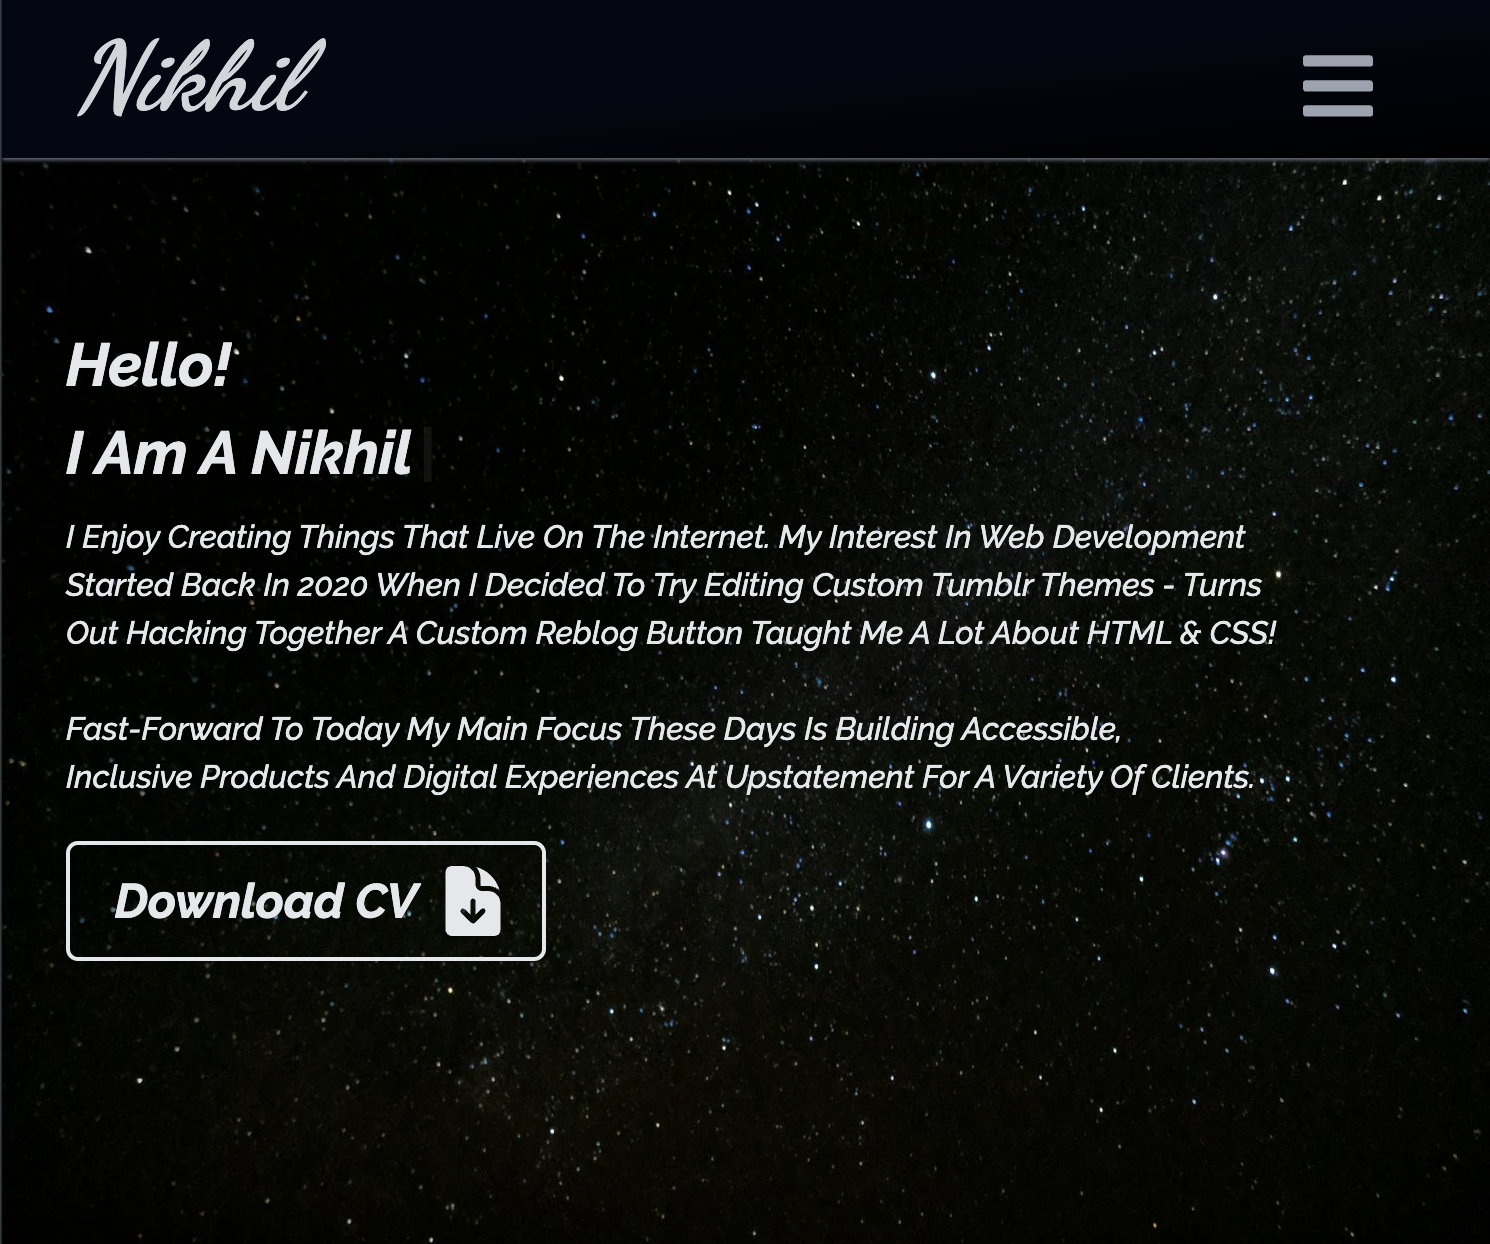 Nikhil
Hello!
I Am A Nikhil
I Enjoy Creating Things That Live On The Internet. My Interest In Web Development
Started Back In 2020 When I Decided To Try Editing Custom Tumblr Themes - Turns
Out Hacking Together A Custom Reblog Button Taught Me A Lot About HTML & CSS!
Fast-Forward To Today My Main Focus These Days Is Building Accessible,
Inclusive Products And Digital Experiences At Upstatement For A Variety Of Clients.
Download CV